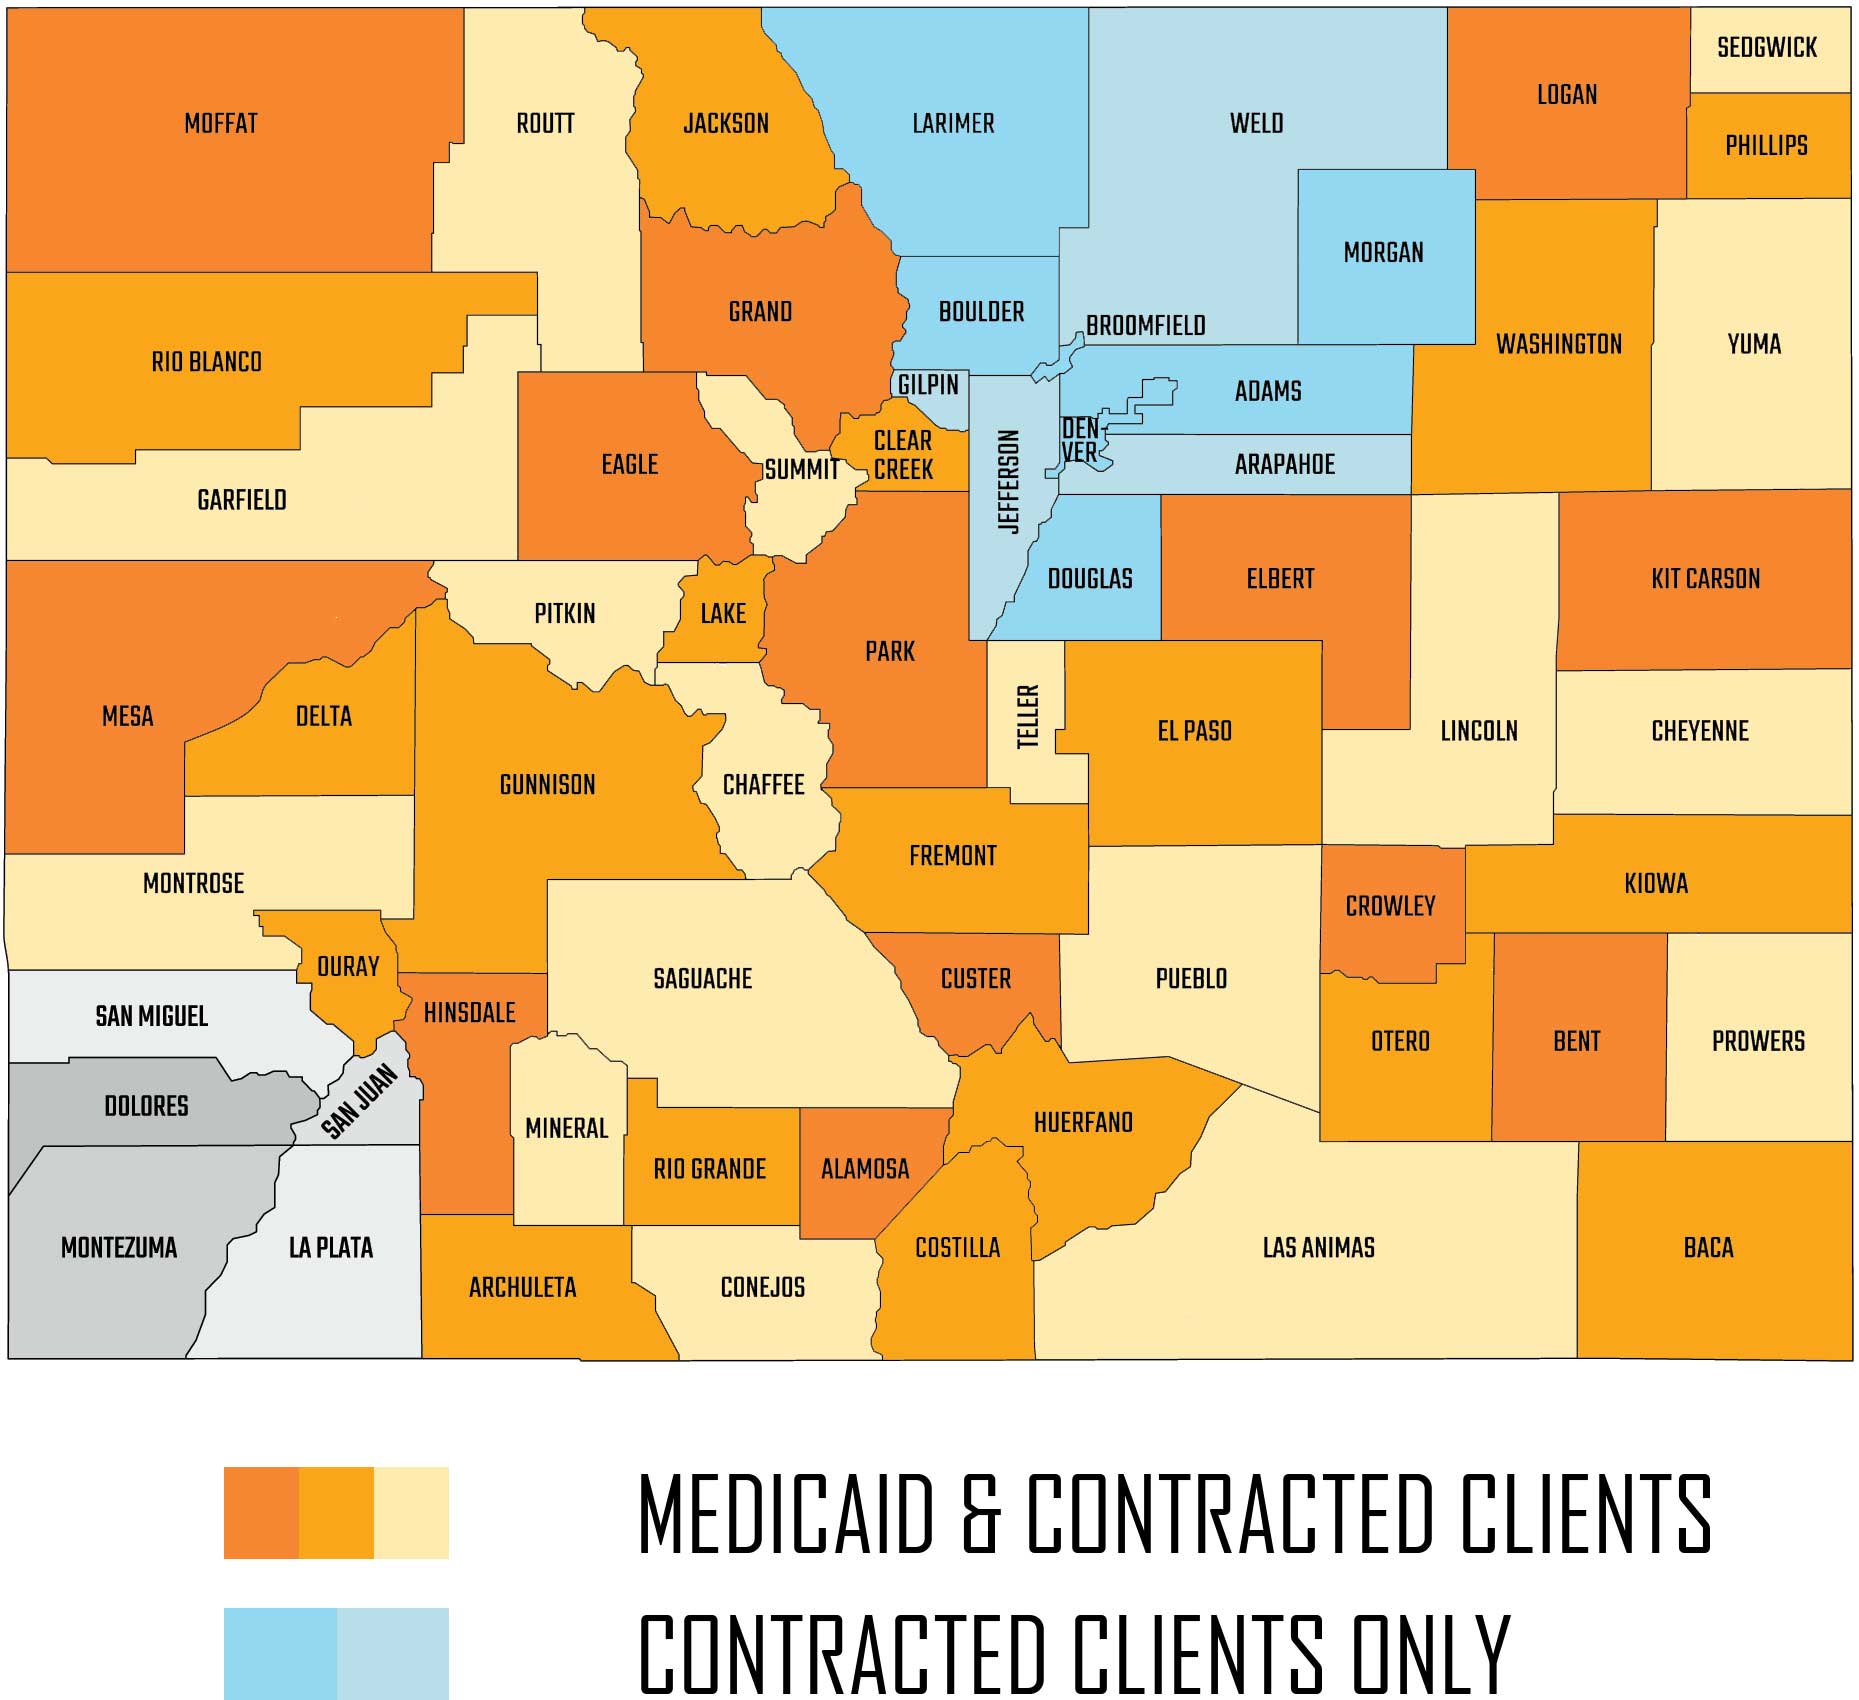 SEDGWICK
LOGAN
MOFFAT
ROUTT
JACKSON
LARIMER
WELD
PHILLIPS
MORGAN
GRAND
BOULDER
BROOMFIELD
WASHINGTON
YUMA
RIO BLANCO
GILPIN
ADAMS
CLEAR
CREEK
DEN-
VER
EAGLE
SUMMIT
JEFFERSON
ARAPAHOE
GARFIELD
DOUGLAS
ELBERT
KIT CARSON
PITKIN
LAKE
PARK
MESA
DELTA
TELLER
EL PASO
LINCOLN
CHEYENNE
GUNNISON
CHAFFEE
FREMONT
MONTROSE
CROWLEY
KIOWA
OURAY
SAGUACHE
CUSTER
PUEBLO
SAN MIGUEL
HINSDALE
OTERO
BENT
PROWERS
DOLORES
SAN JUAN
MINERAL
HUERFANO
RIO GRANDE
ALAMOSA
MONTEZUMA
LA PLATA
COSTILLA
LAS ANIMAS
BACA
ARCHULETA
CONEJOS
MEDICAID & CONTRACTED CLIENTS
CONTRACTED CLIENTS ONLY